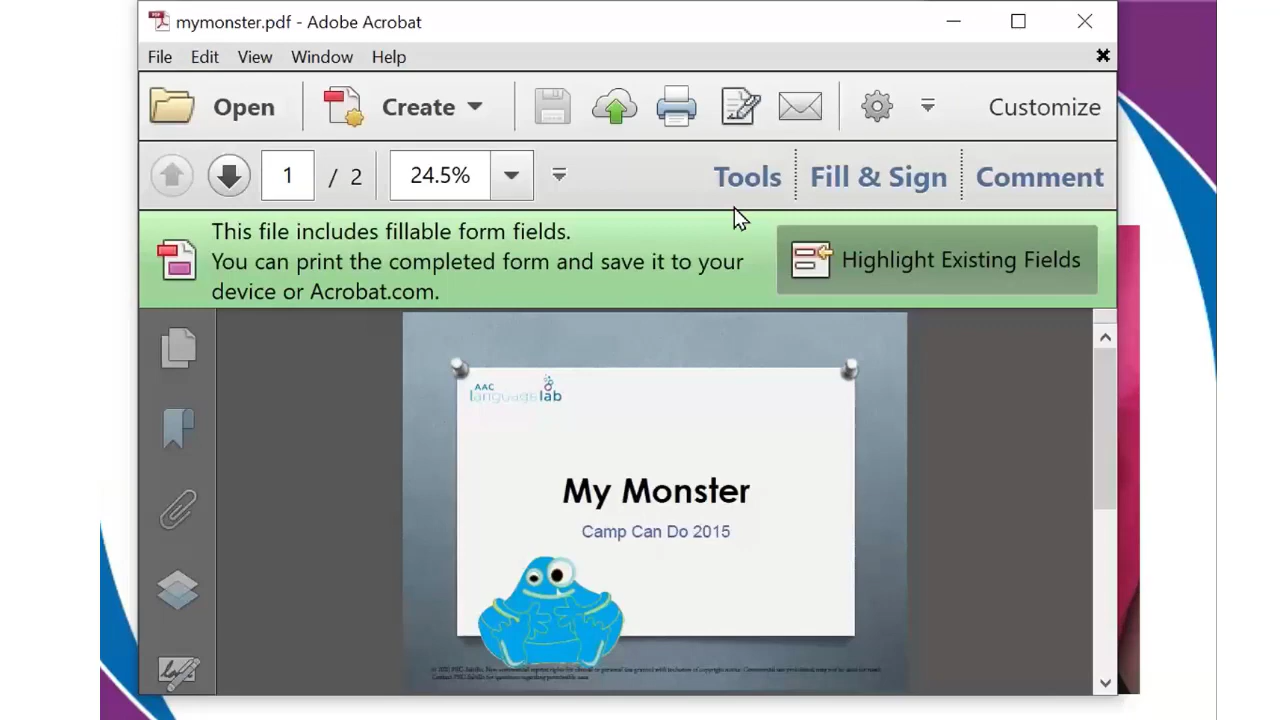 mymonster.pdf - Adobe Acrobat
File Edit View Window Help
Open Create Customize
1 / 2 24.5% Tools Fill & Sign Comment
This file includes fillable form fields.
You can print the completed form and save it to your
device or Acrobat.com.
Highlight Existing Fields
AAC
languagelab
My Monster
Camp Can Do 2015